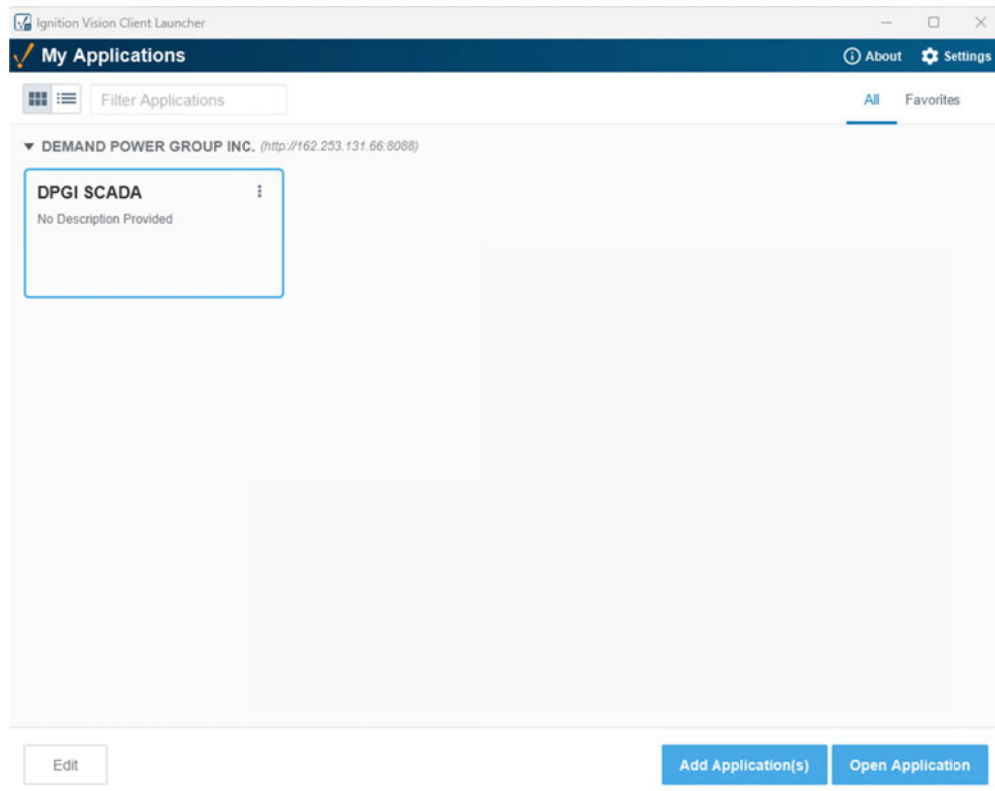 Ignition Vision Client Launcher
My Applications
About
Settings
Filter Applications
All
Favorites
DEMAND POWER GROUP INC. (http://162.253.131.66:8088)
DPGI SCADA
No Description Provided
Edit
Add Application(s)
Open Application